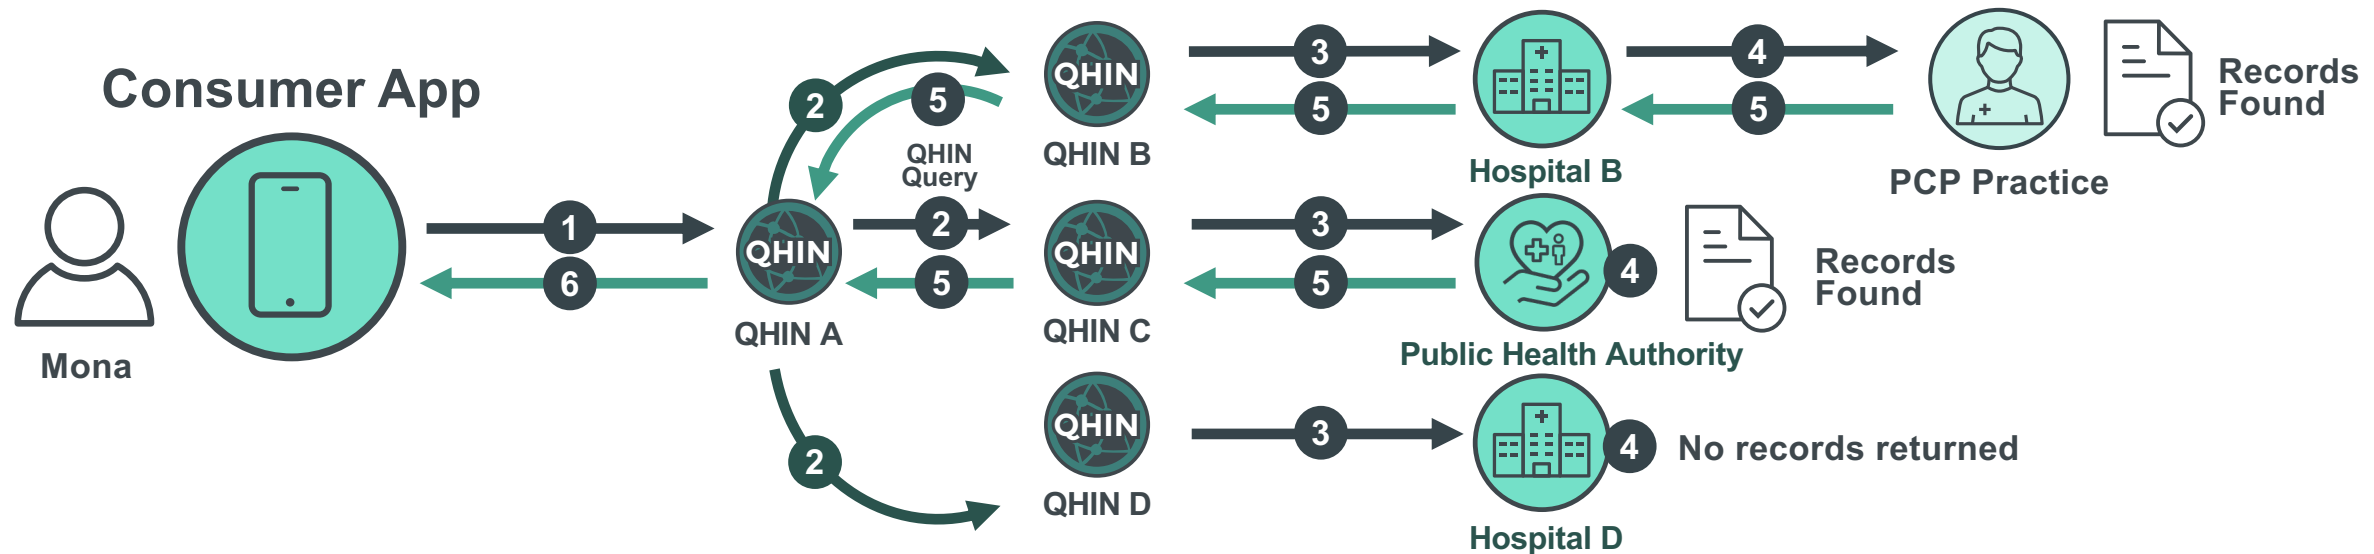 Consumer App
Mona
1
6
QHIN
QHIN A
2
5
QHIN
Query
2
5
2
QHIN
QHIN B
QHIN
QHIN C
QHIN
QHIN D
3
5
Hospital B
4
5
PCP Practice
Records
Found
3
5
4
Public Health Authority
Records
Found
3
4
Hospital D
No records returned